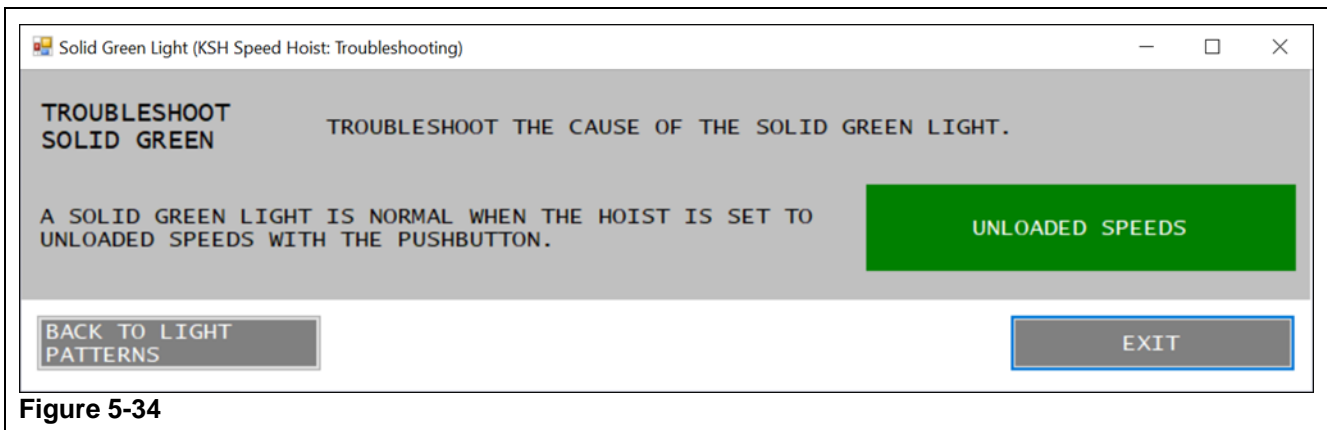 Solid Green Light (KSH Speed Hoist: Troubleshooting)
TROUBLESHOOT
SOLID GREEN
TROUBLESHOOT THE CAUSE OF THE SOLID GREEN LIGHT.
A SOLID GREEN LIGHT IS NORMAL WHEN THE HOIST IS SET TO
UNLOADED SPEEDS WITH THE PUSHBUTTON.
UNLOADED SPEEDS
BACK TO LIGHT
PATTERNS
EXIT
Figure 5-34